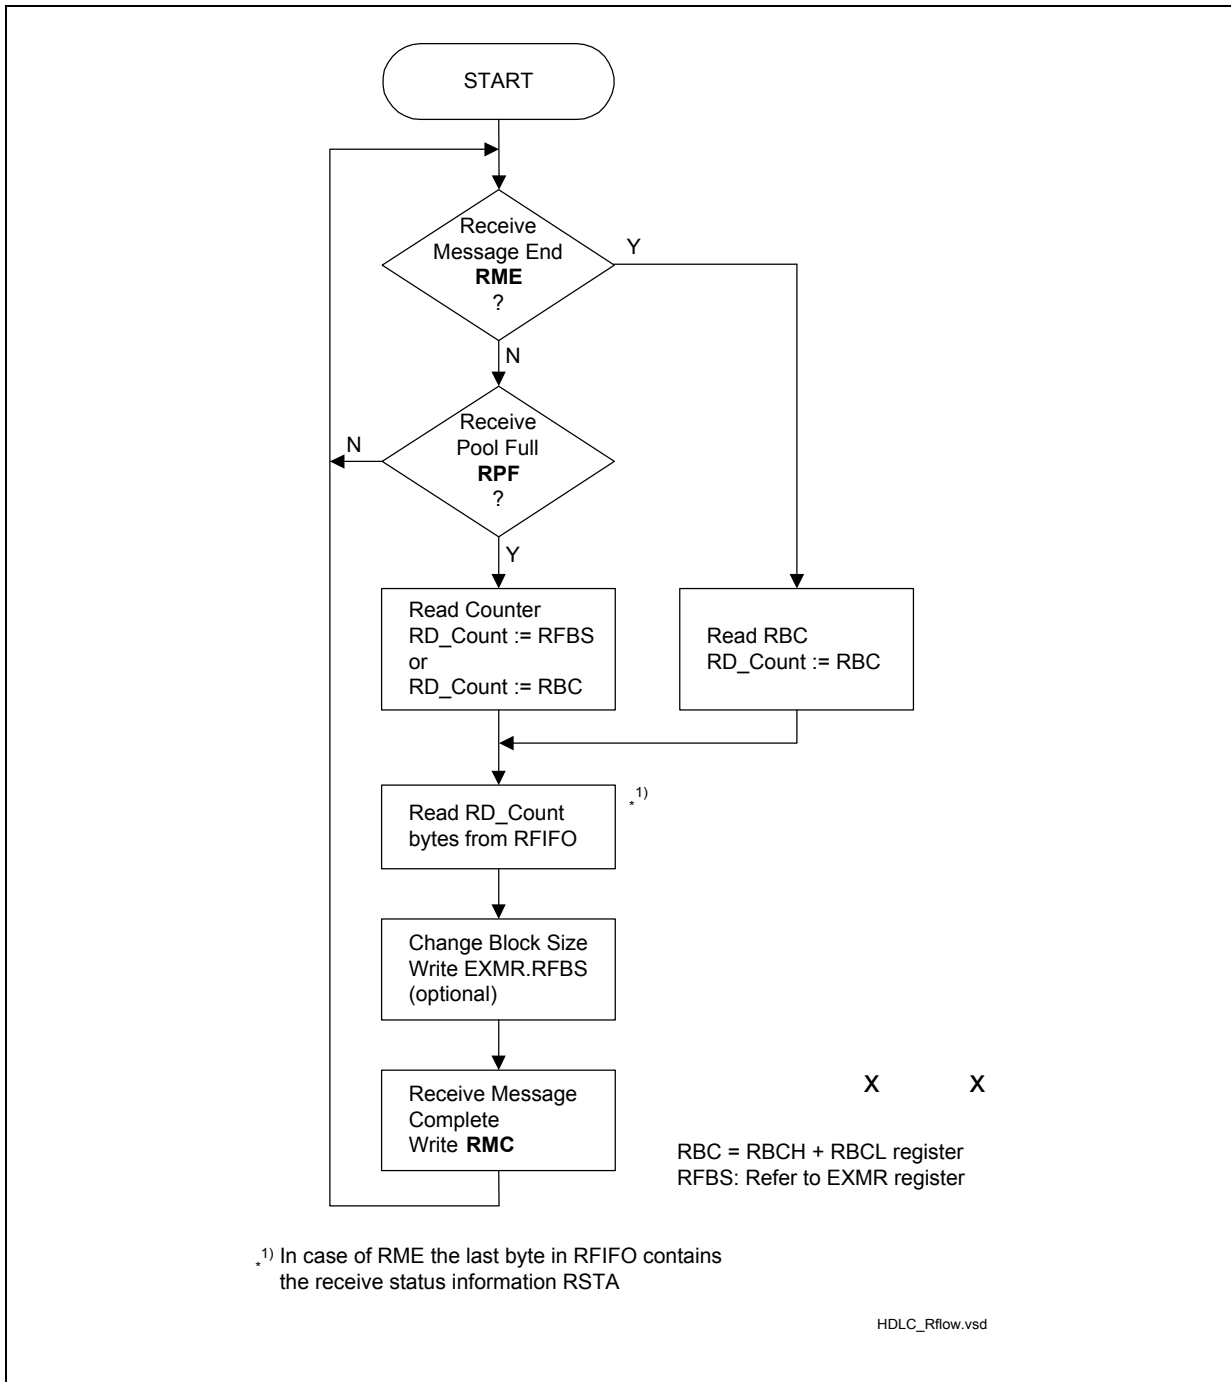 START
Receive
Message End
RME
?
Y
N
Receive
Pool Full
RPF
?
N
Y
Read Counter
RD_Count := RFBS
or
RD_Count := RBC
Read RBC
RD_Count := RBC
Read RD_Count
bytes from RFIFO
*1)
Change Block Size
Write EXMR.RFBS
(optional)
Receive Message
Complete
Write RMC
x x
RBC = RBCH + RBCL register
RFBS: Refer to EXMR register
*1) In case of RME the last byte in RFIFO contains
the receive status information RSTA
HDLC_Rflow.vsd